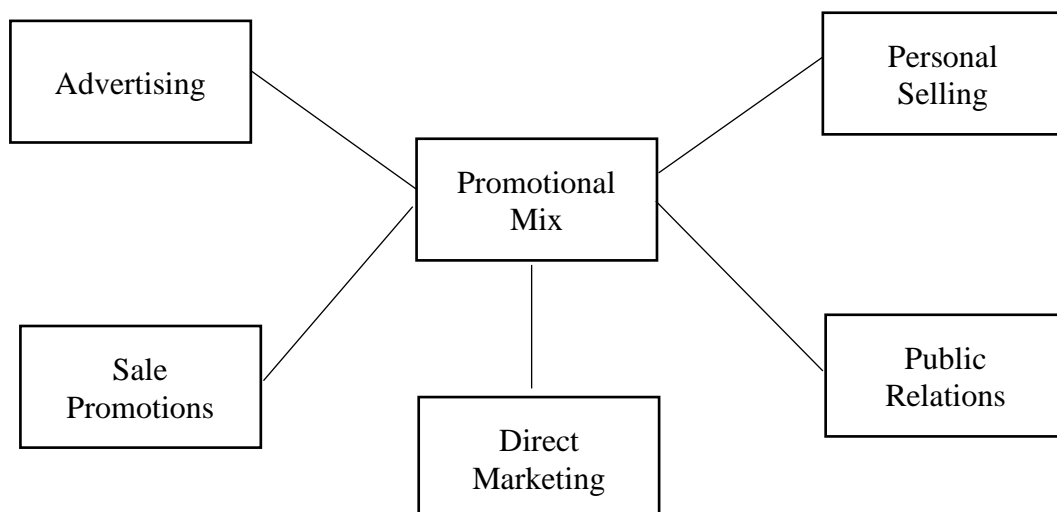 Advertising
Personal
Selling
Promotional
Mix
Sale
Promotions
Public
Relations
Direct
Marketing